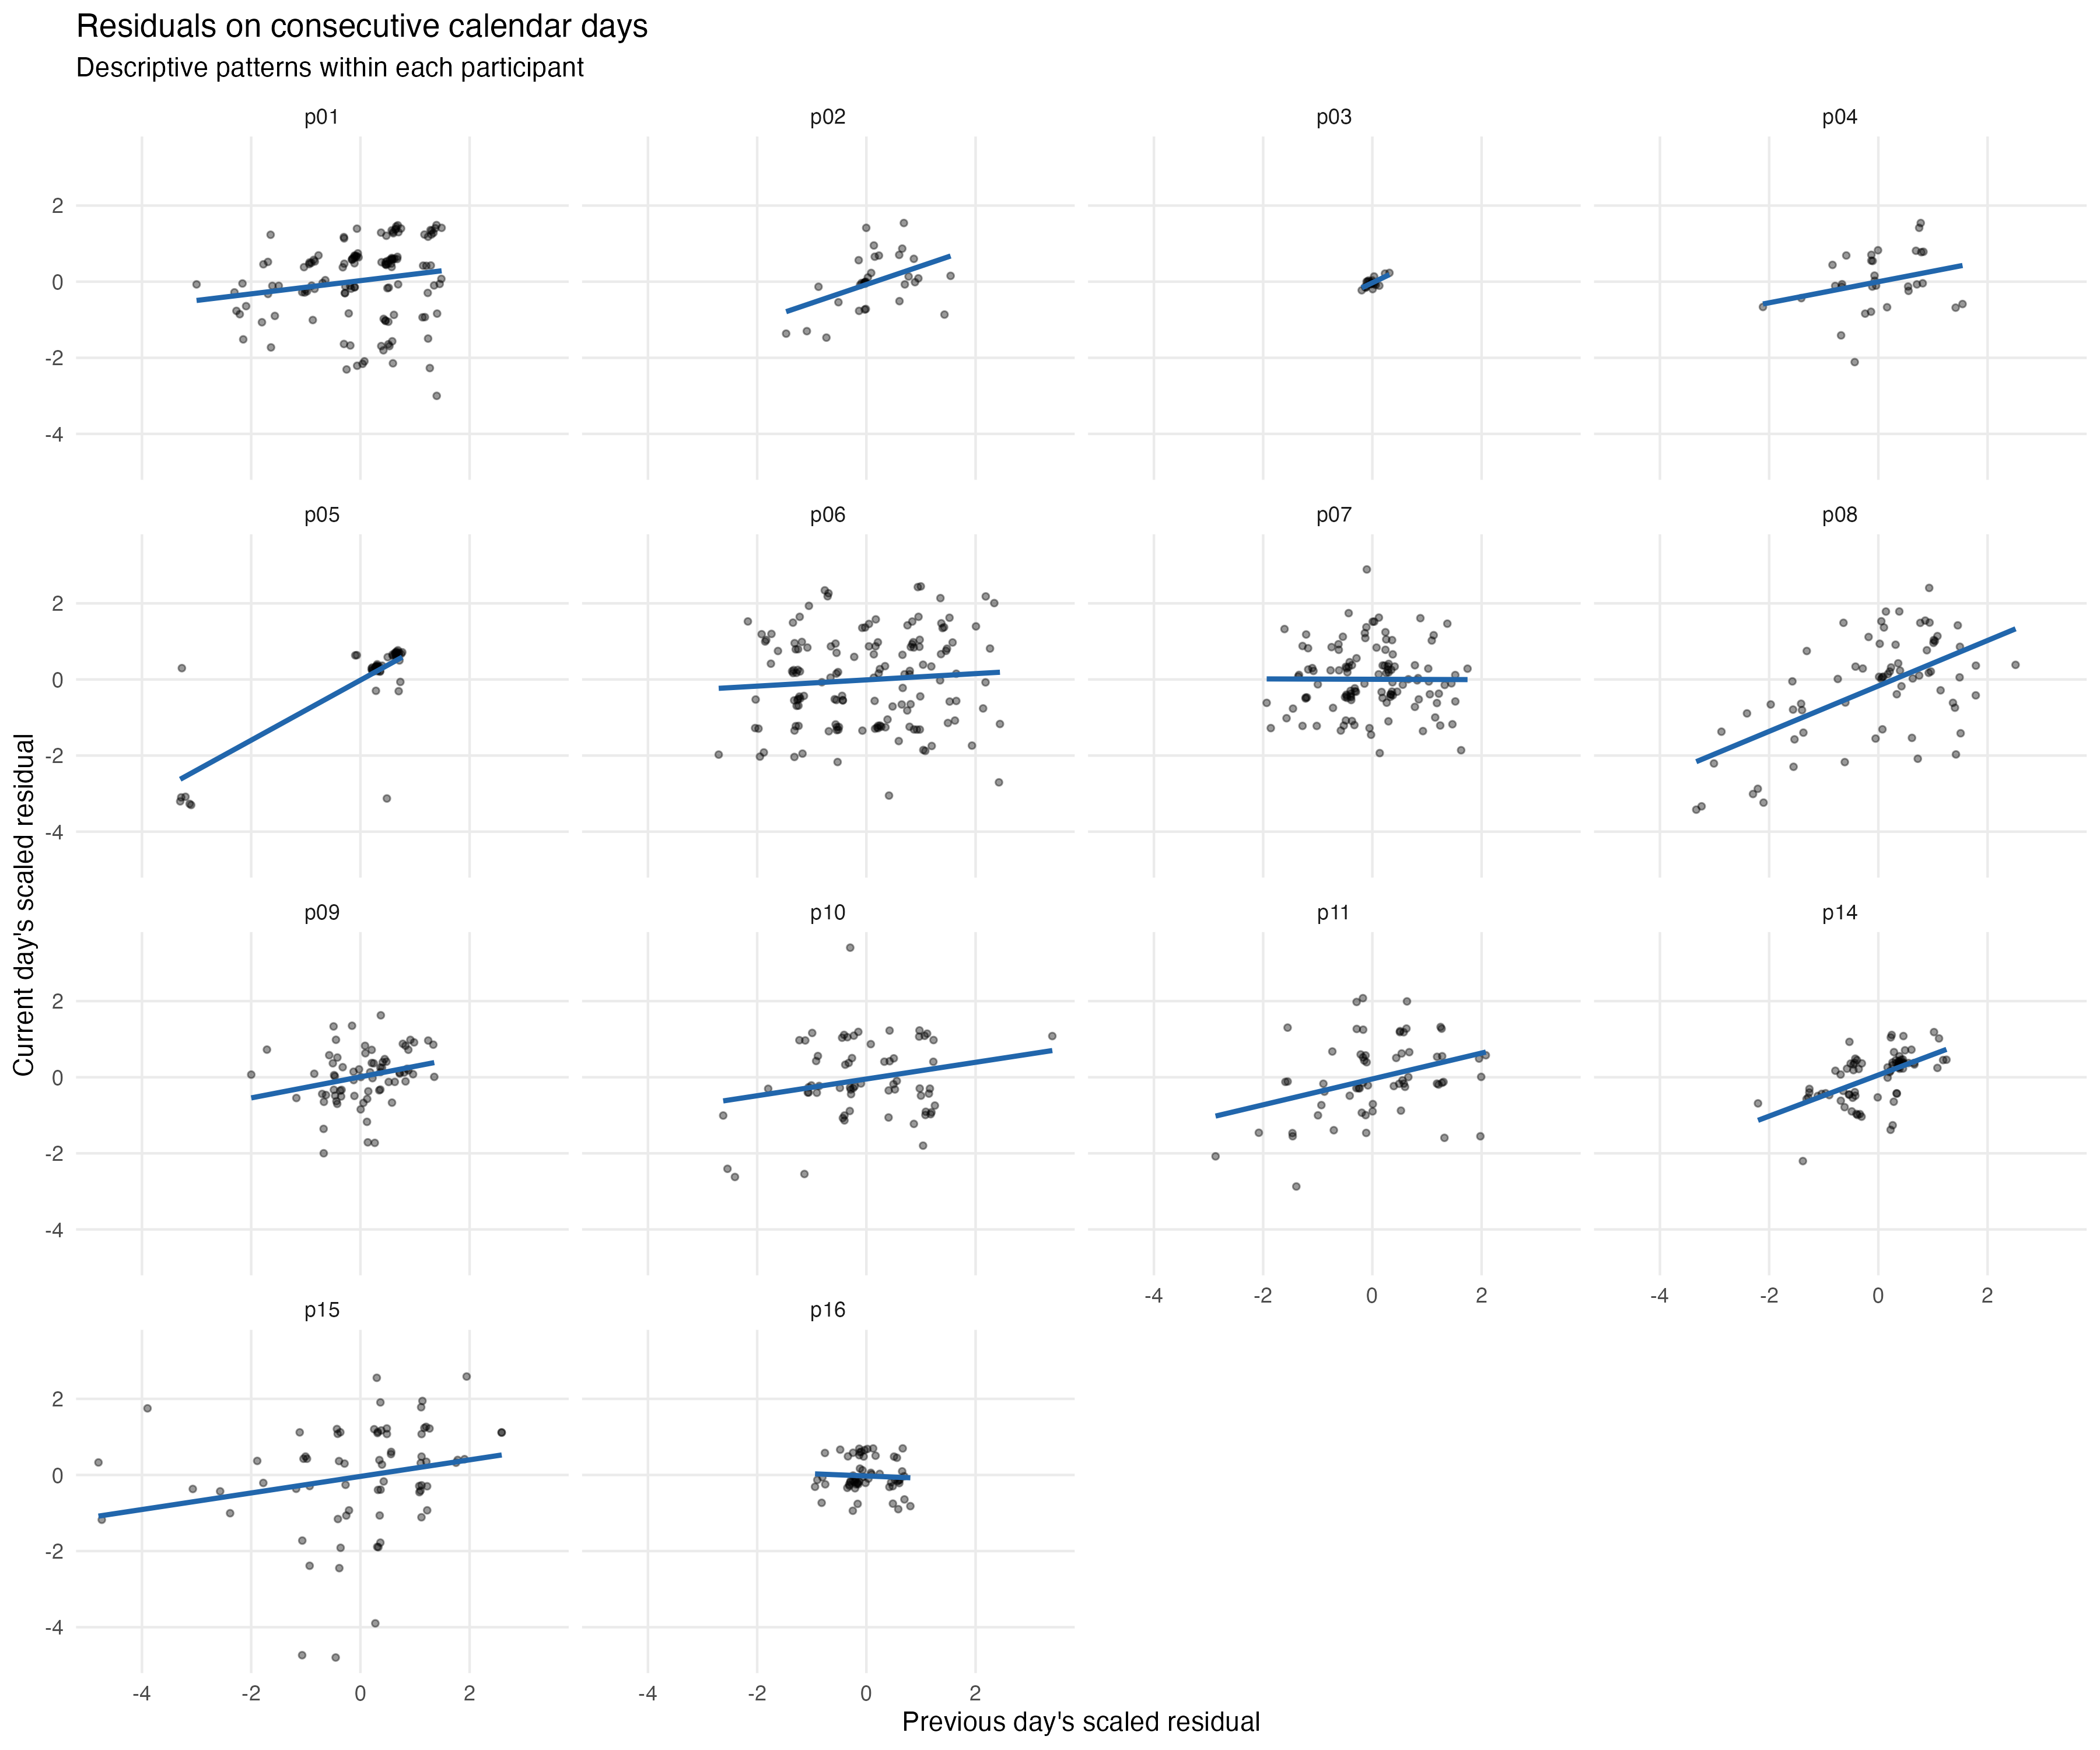 Residuals on consecutive calendar days
Descriptive patterns within each participant
p01 p02 p03 p04
2
0
-2
-4
p05 p06 p07 p08
2
0
-2
-4
p09 p10 p11 p14
2
0
-2
-4
-4 -2 0 2 -4 -2 0 2
p15 p16
2
0
-2
-4
-4 -2 0 2 -4 -2 0 2
Previous day's scaled residual
Current day's scaled residual